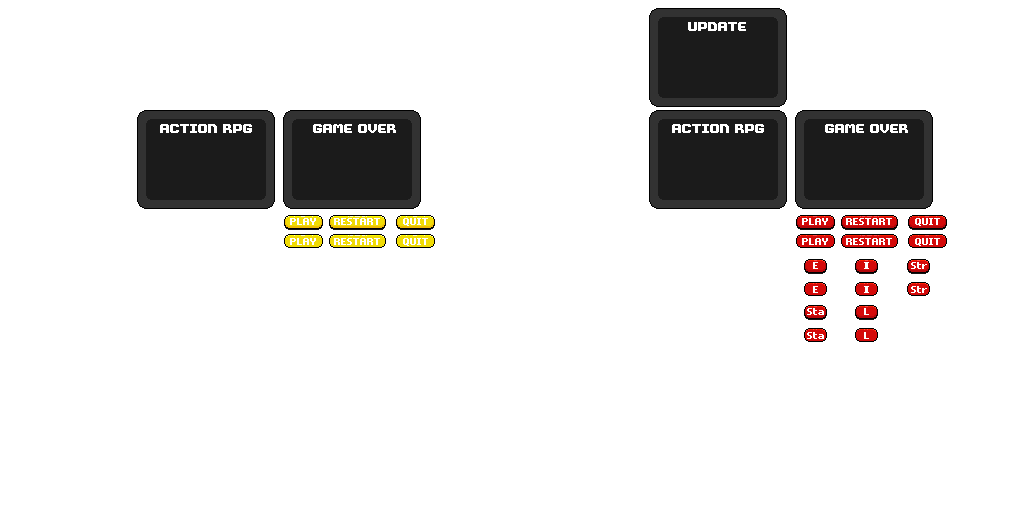 UPDATE
ACTION RPG GAME OVER ACTION RPG GAME OVER
PLAY RESTART QUIT PLAY RESTART QUIT
PLAY RESTART QUIT PLAY RESTART QUIT
E I Str
E I Str
Sta L
Sta L